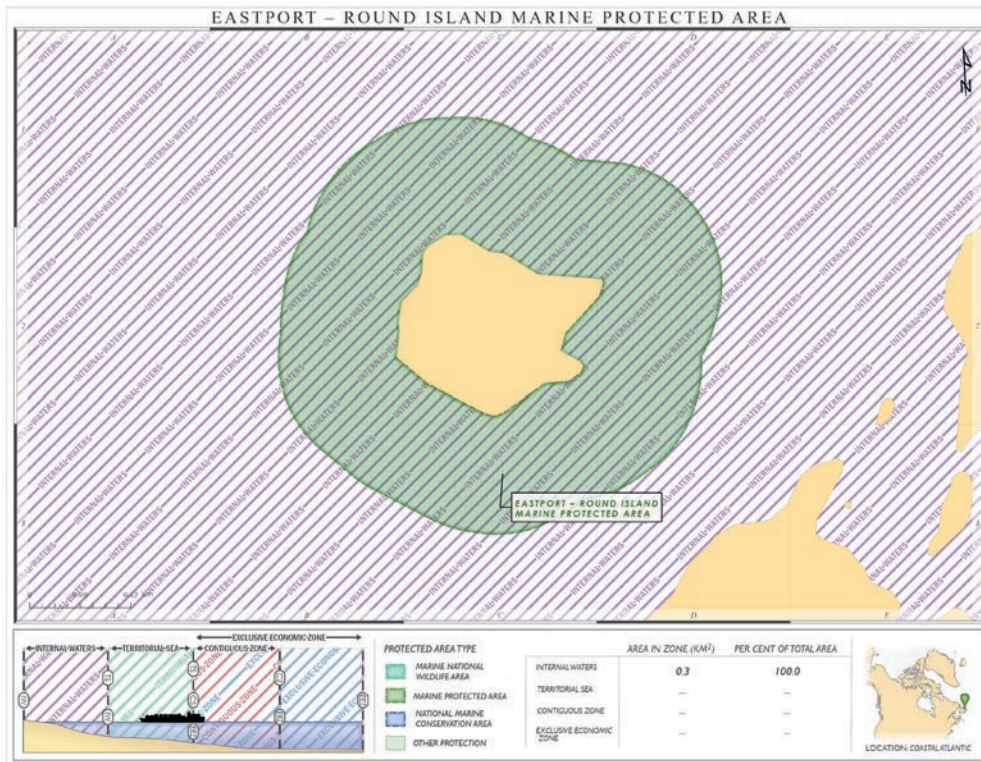 EASTPORT – ROUND ISLAND MARINE PROTECTED AREA
A B C D E
N
INTERNAL WATERS
EASTPORT – ROUND ISLAND
MARINE PROTECTED AREA
A B C D E
EXCLUSIVE ECONOMIC ZONE
INTERNAL WATERS
TERRITORIAL SEA
CONTIGUOUS ZONE
PROTECTED AREA TYPE
MARINE NATIONAL
WILDLIFE AREA
MARINE PROTECTED AREA
NATIONAL MARINE
CONSERVATION AREA
OTHER PROTECTION
AREA IN ZONE (KM²) PER CENT OF TOTAL AREA
INTERNAL WATERS 0.3 100.0
TERRITORIAL SEA ... ...
CONTIGUOUS ZONE ... ...
EXCLUSIVE ECONOMIC ... ...
ZONE
LOCATION: COASTAL ATLANTIC